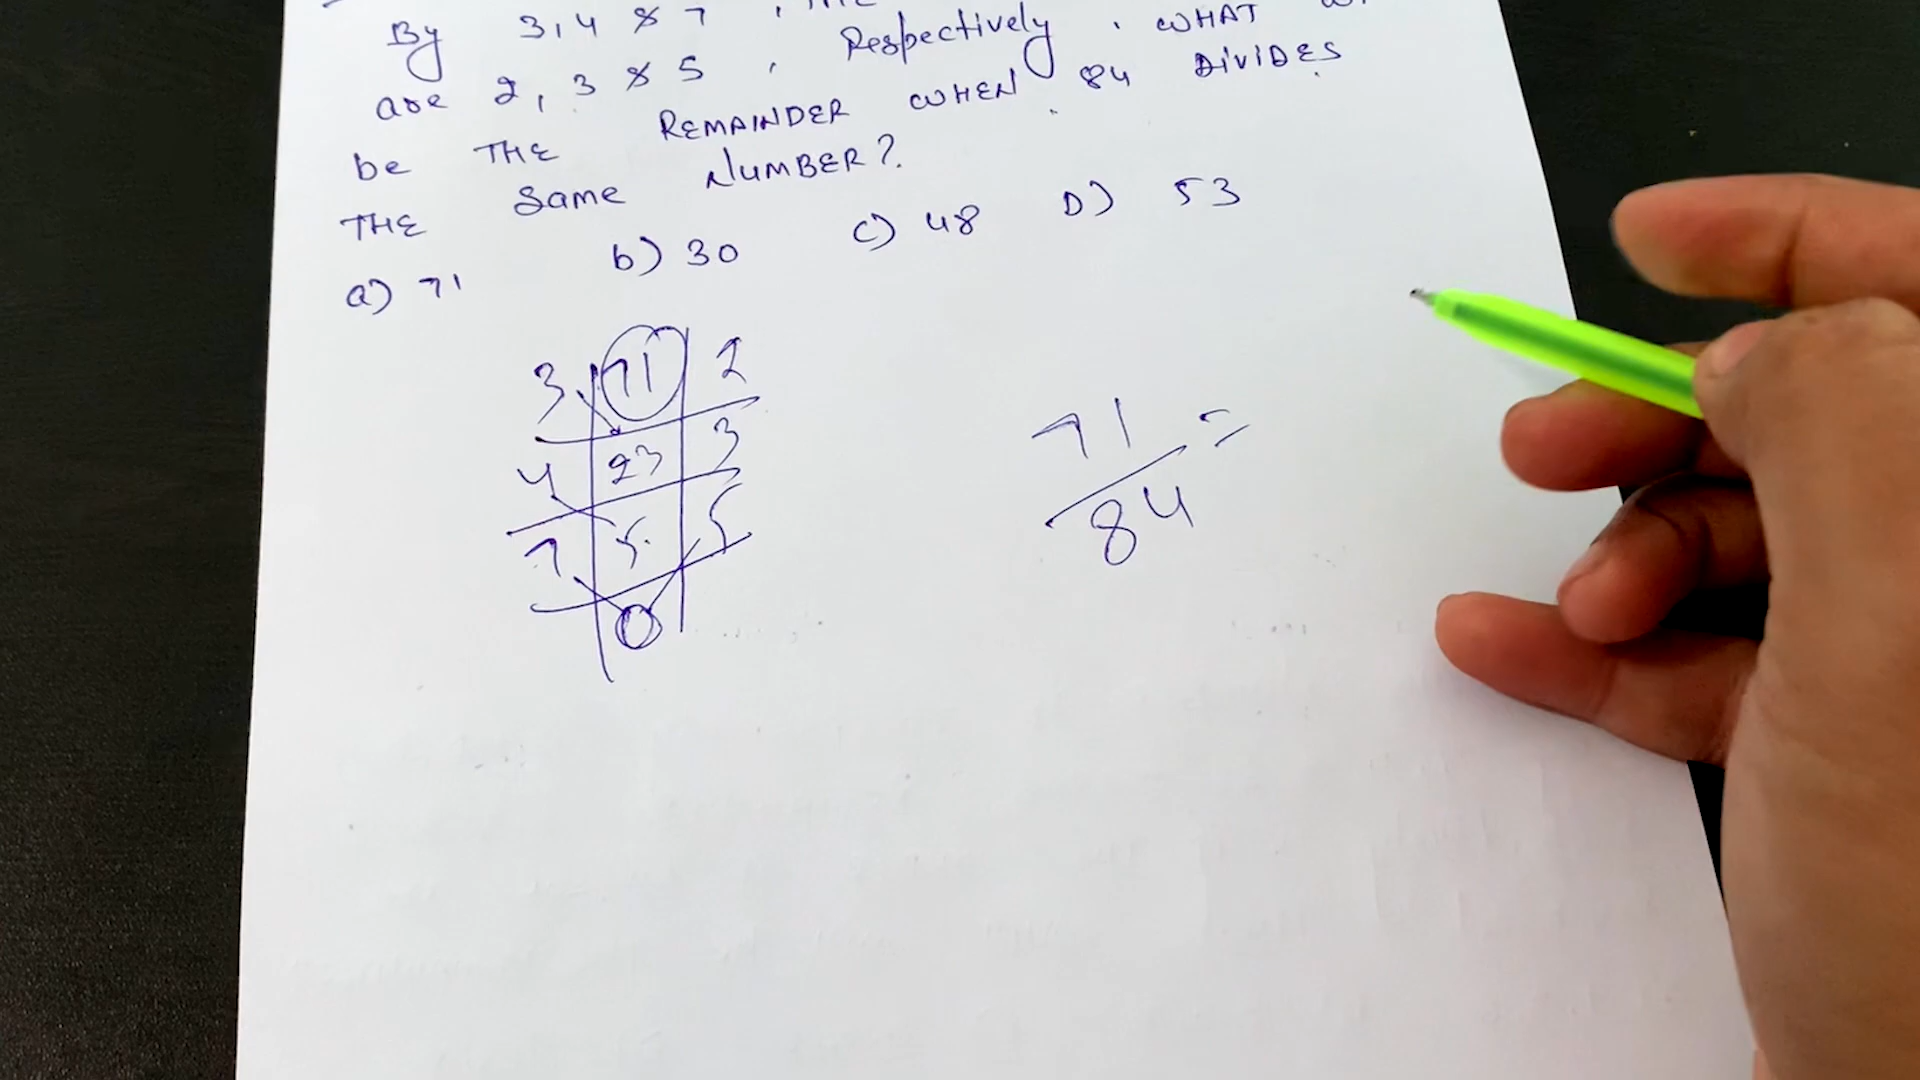 By 3, 4 & 7 ,
are 2, 3 & 5 , Respectively . WHAT
be THE REMAINDER WHEN 84 DIVIDES
THE Same NUMBER?
a) 71 b) 30 c) 48 D) 53
3 71 2
4 23 3
7 5 5
0
71
84 =